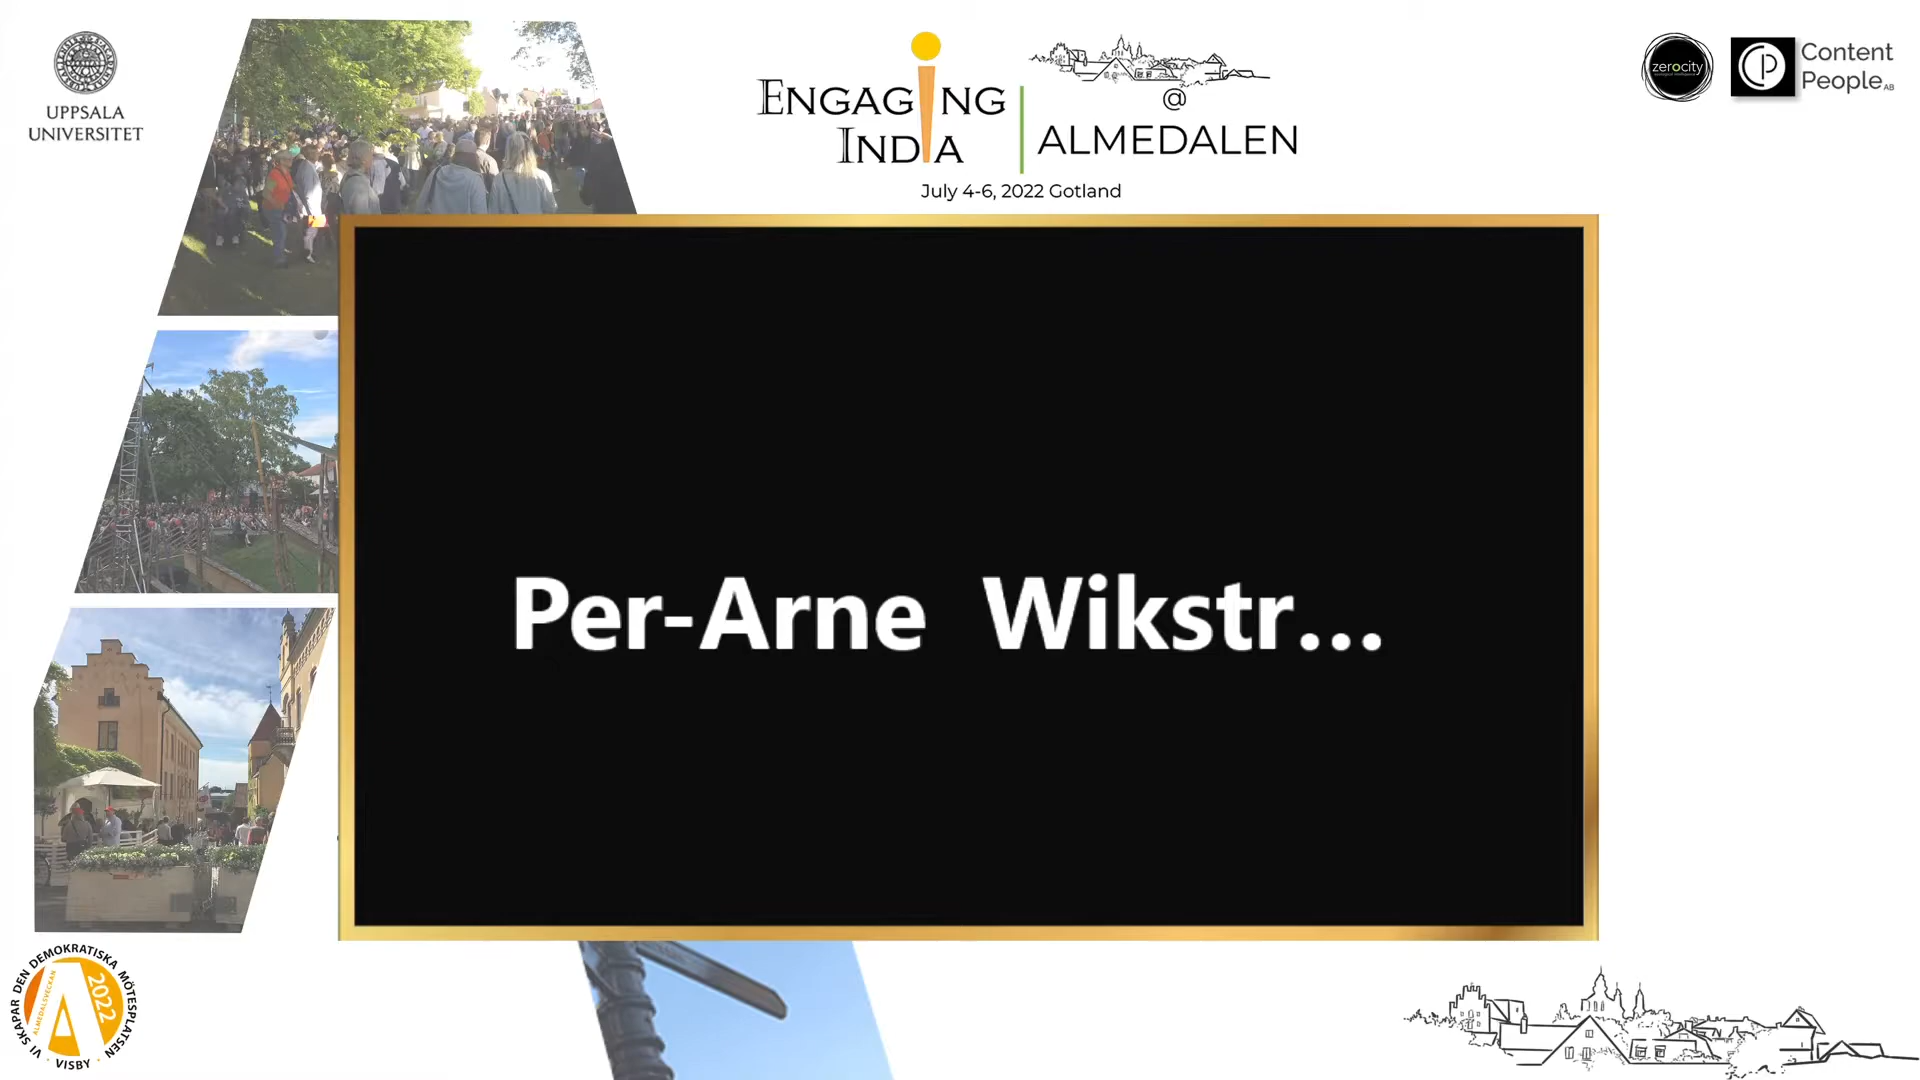 UPPSALA
UNIVERSITET
ENGAGING
INDIA
@
ALMEDALEN
July 4-6, 2022 Gotland
zerocity
Content
People AB
Per-Arne Wikstr...
VI SKAPAR DEN DEMOKRATISKA MÖTESPLATSEN
ALMEDALSVECKAN
2022
· VISBY ·